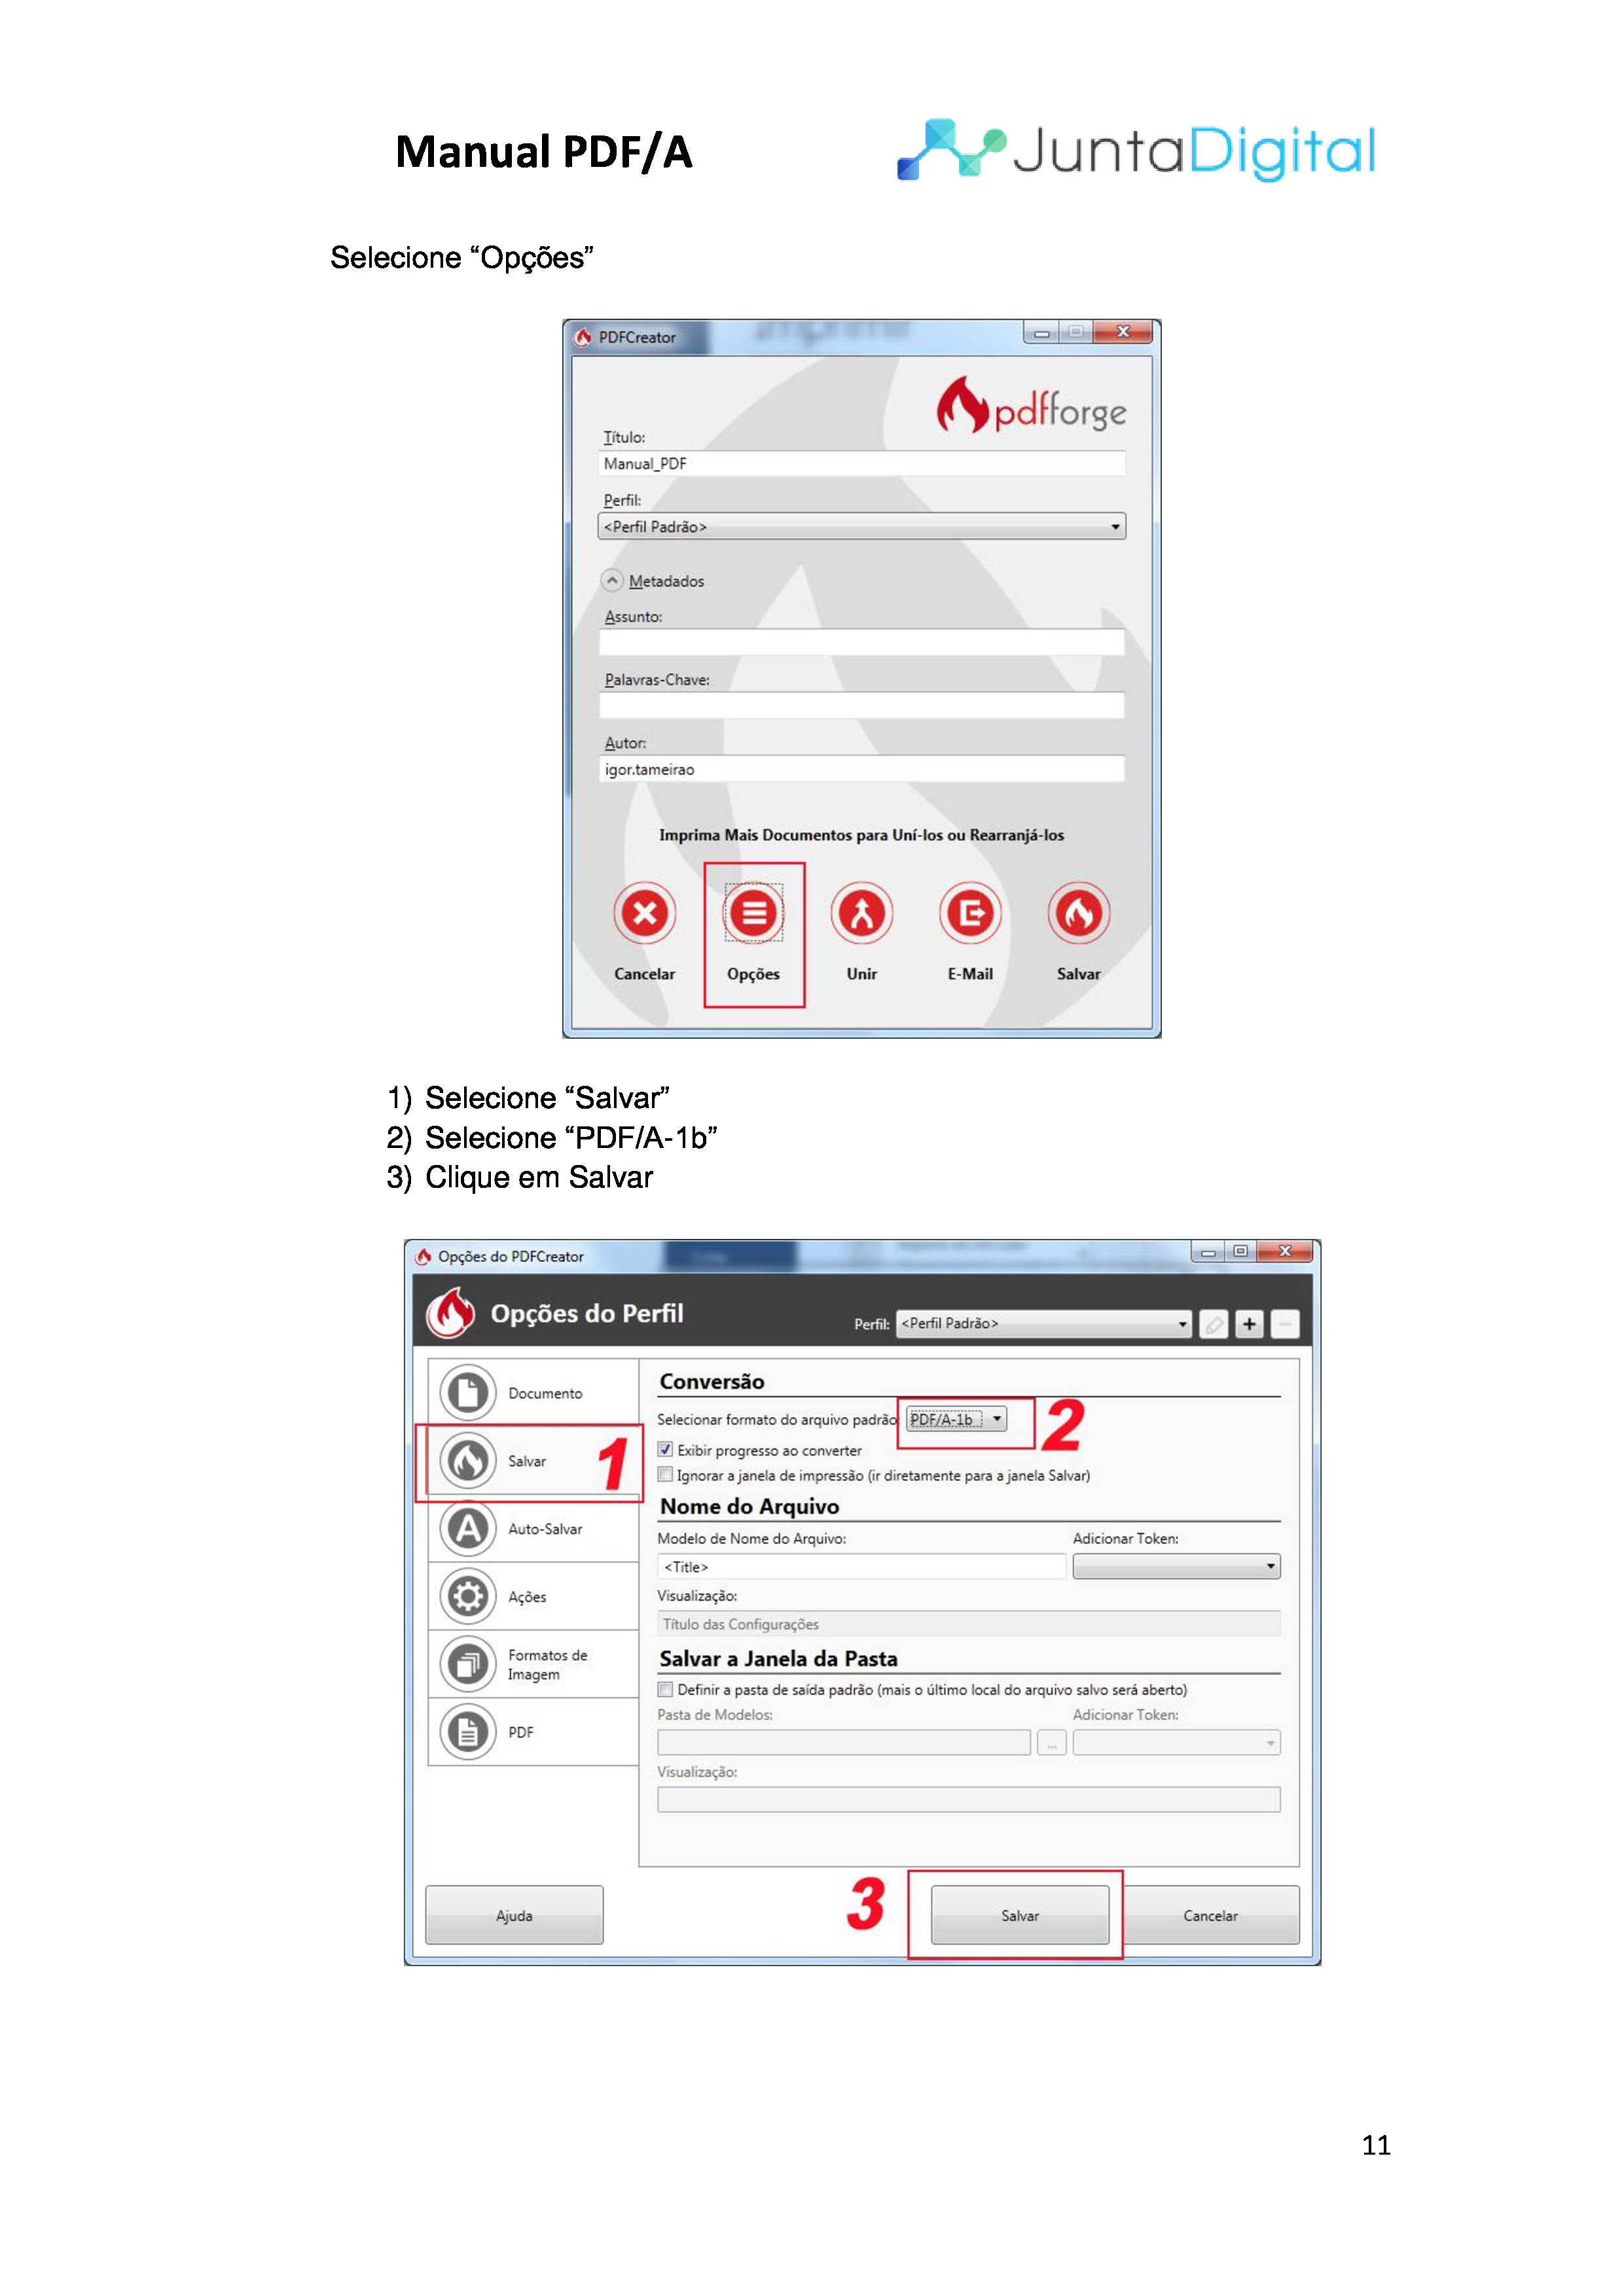 Manual PDF/A
JuntaDigital
Selecione “Opções”
PDFCreator
pdfforge
Título:
Manual_PDF
Perfil:
<Perfil Padrão>
Metadados
Assunto:
Palavras-Chave:
Autor:
igor.tameirao
Imprima Mais Documentos para Uní-los ou Rearranjá-los
Cancelar Opções Unir E-Mail Salvar
1) Selecione “Salvar”
2) Selecione “PDF/A-1b”
3) Clique em Salvar
Opções do PDFCreator
Opções do Perfil
Perfil: <Perfil Padrão>
Documento
Salvar 1
Auto-Salvar
Ações
Formatos de
Imagem
PDF
Conversão
Selecionar formato do arquivo padrão PDF/A-1b 2
Exibir progresso ao converter
Ignorar a janela de impressão (ir diretamente para a janela Salvar)
Nome do Arquivo
Modelo de Nome do Arquivo: Adicionar Token:
<Title>
Visualização:
Título das Configurações
Salvar a Janela da Pasta
Definir a pasta de saída padrão (mais o último local do arquivo salvo será aberto)
Pasta de Modelos: Adicionar Token:
...
Visualização:
Ajuda 3 Salvar Cancelar
11